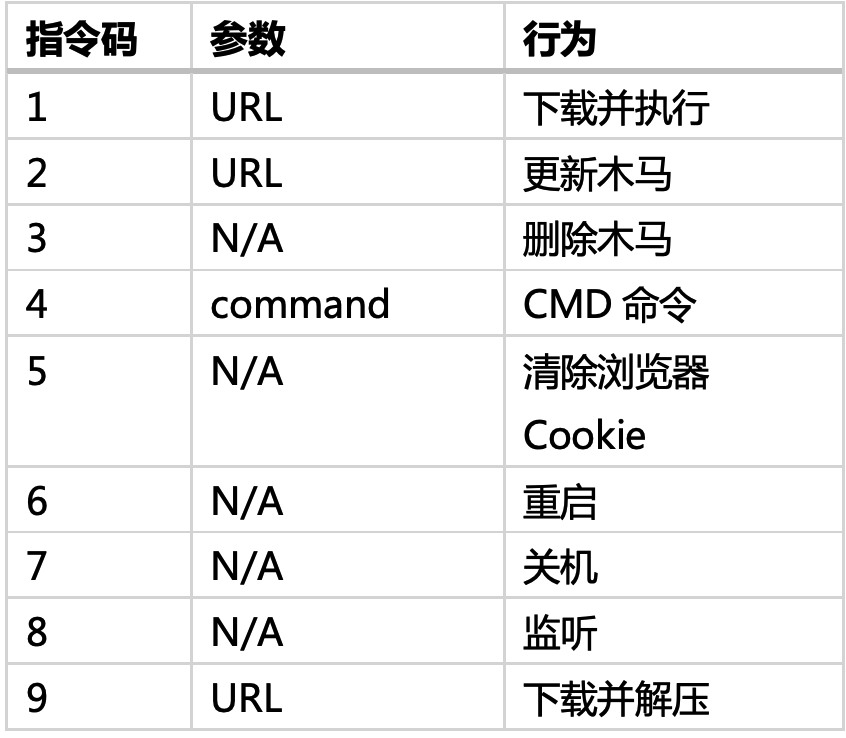 指令码 参数 行为
1 URL 下载并执行
2 URL 更新木马
3 N/A 删除木马
4 command CMD 命令
5 N/A 清除浏览器
Cookie
6 N/A 重启
7 N/A 关机
8 N/A 监听
9 URL 下载并解压